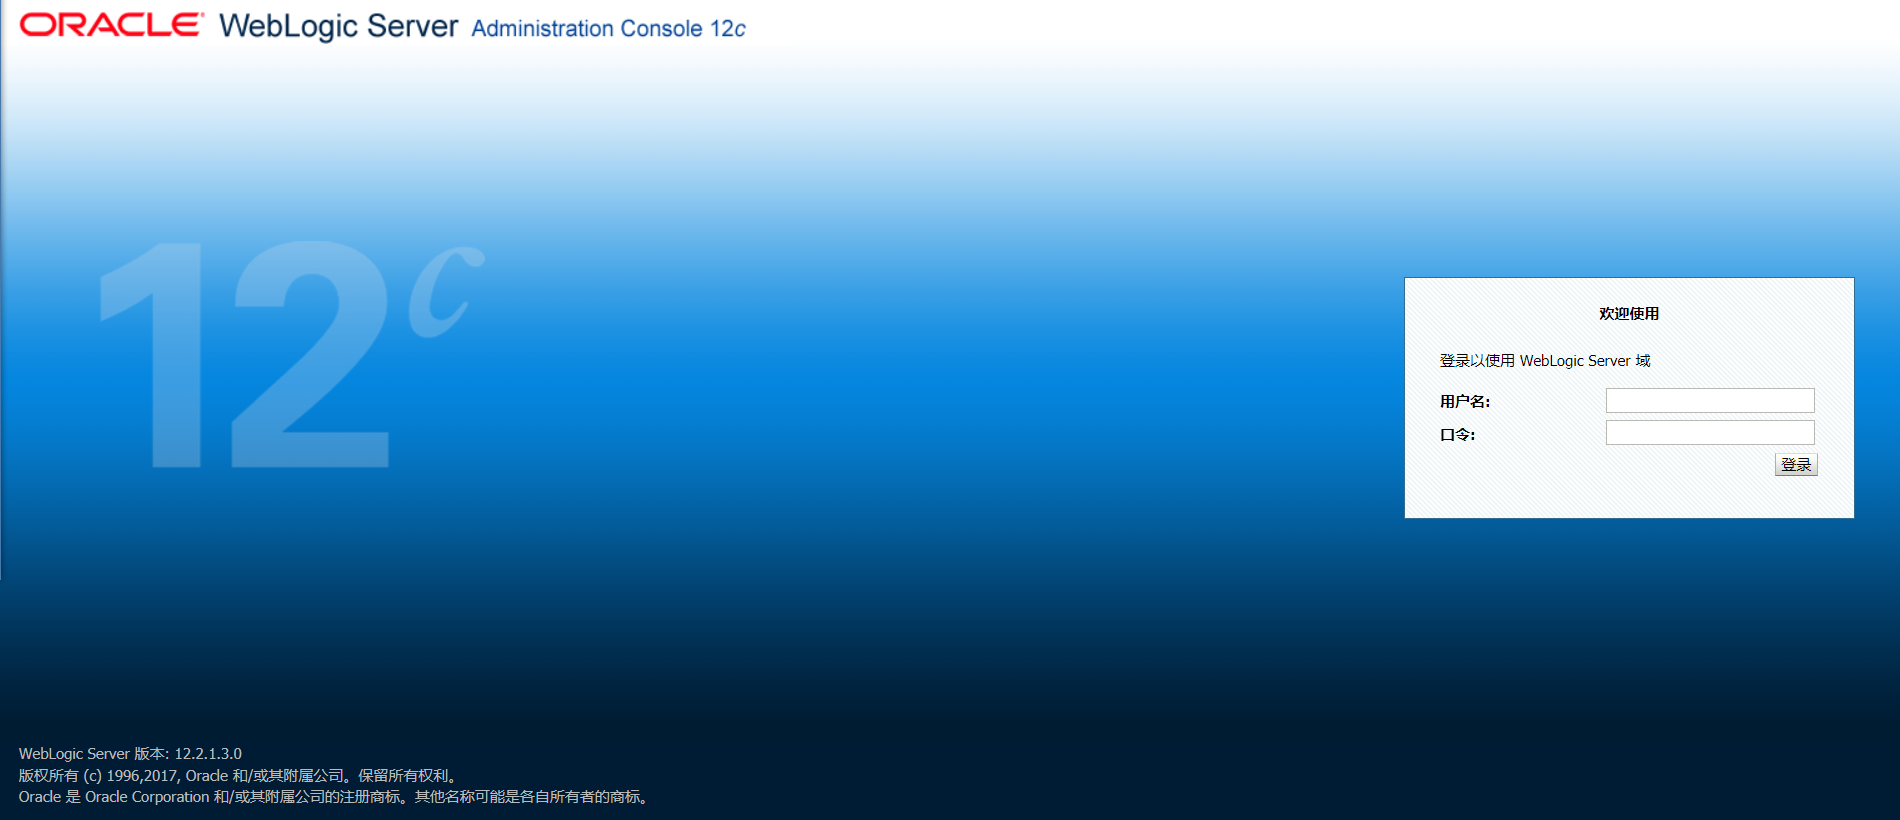 ORACLE WebLogic Server Administration Console 12c
12c
欢迎使用
登录以使用 WebLogic Server 域
用户名:
口令:
登录
WebLogic Server 版本: 12.2.1.3.0
版权所有 (c) 1996,2017, Oracle 和/或其附属公司。保留所有权利。
Oracle 是 Oracle Corporation 和/或其附属公司的注册商标。其他名称可能是各自所有者的商标。